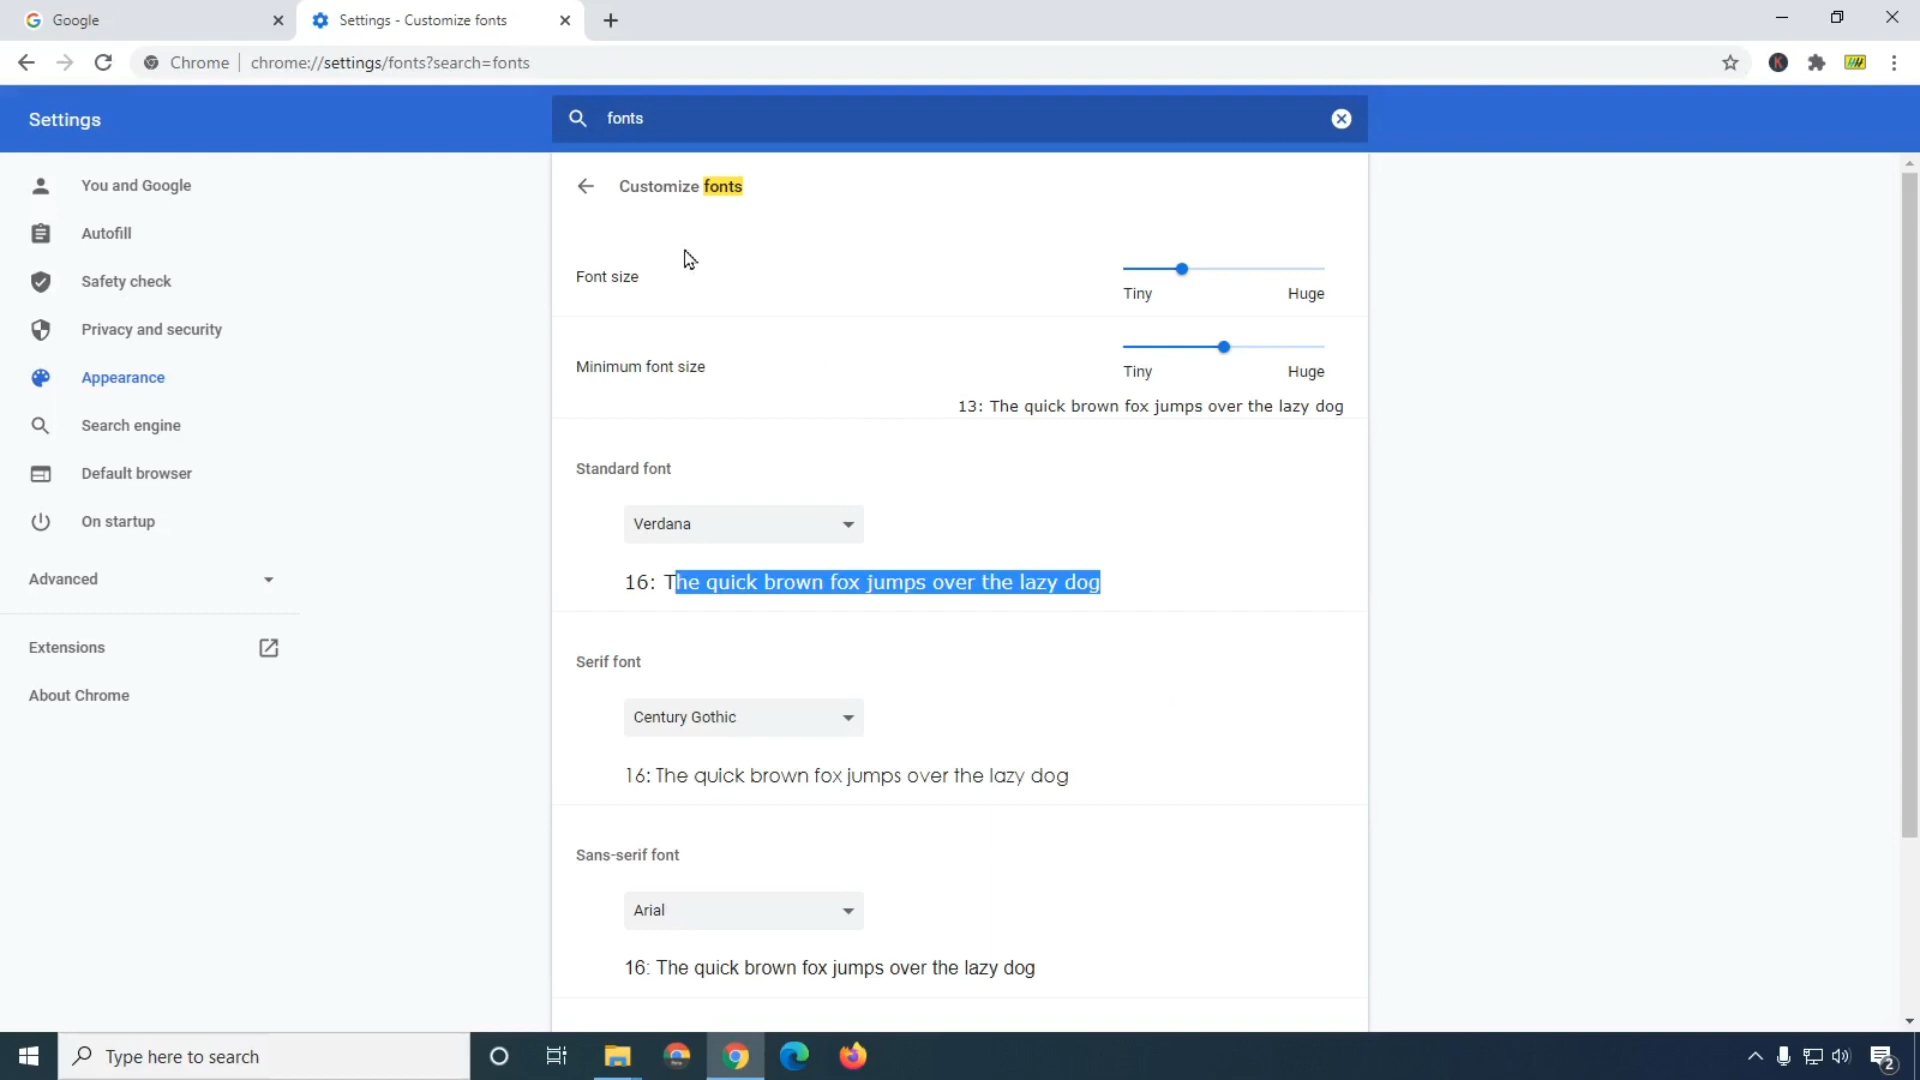 Google
Settings - Customize fonts
Chrome
chrome://settings/fonts?search=fonts
Settings
fonts
You and Google
Autofill
Safety check
Privacy and security
Appearance
Search engine
Default browser
On startup
Advanced
Extensions
About Chrome
Customize fonts
Font size
Tiny
Huge
Minimum font size
Tiny
Huge
13: The quick brown fox jumps over the lazy dog
Standard font
Verdana
16: The quick brown fox jumps over the lazy dog
Serif font
Century Gothic
16: The quick brown fox jumps over the lazy dog
Sans-serif font
Arial
16: The quick brown fox jumps over the lazy dog
Type here to search
2